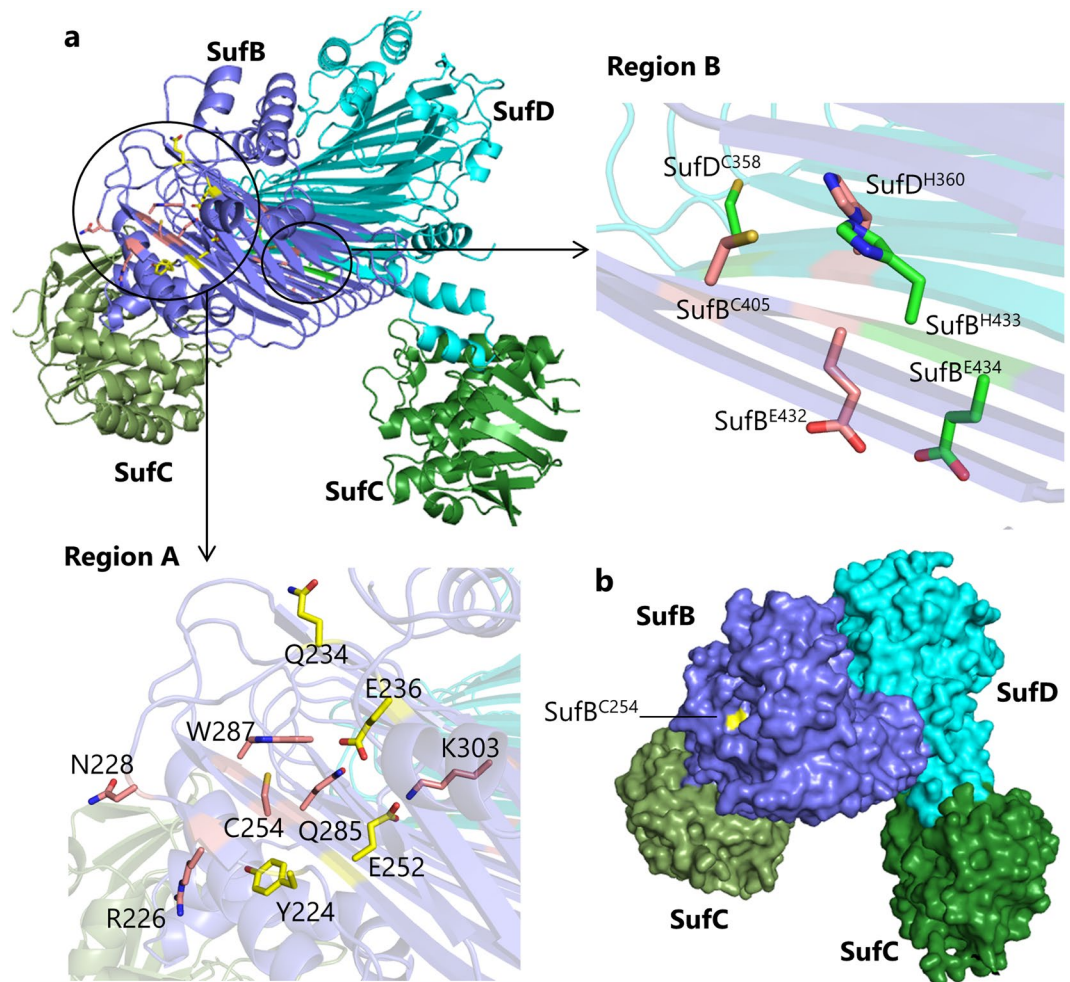 a
SufB
SufD
SufC
SufC
Region B
SufD^C358
SufD^H360
SufB^C405
SufB^H433
SufB^E434
SufB^E432
Region A
Q234
E236
W287
K303
N228
C254
Q285
E252
R226
Y224
b
SufB
SufB^C254
SufD
SufC
SufC